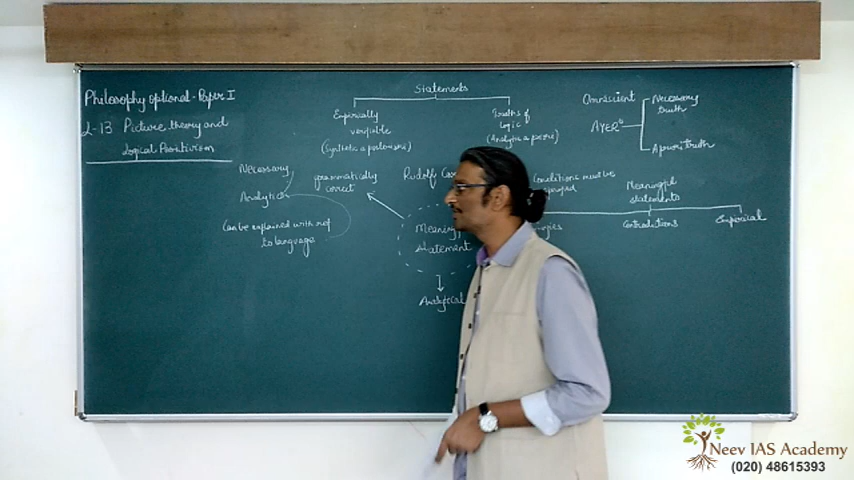 Philosophy optional - Paper I
L-13 Picture theory and
Logical Positivism
Statements
Empirically
verifiable
(Synthetic a posteriori)
Truths of
logic
(Analytic a priori)
Omniscient
AYER
Necessary
truth
A priori truth
Necessary
Analytic
Can be explained with ref
to language
grammatically
correct
Rudolf
Conditions must be
Meaning
Statement
Analytical
Meaningful
statements
Contradictions
Empirical
Neev IAS Academy
(020) 48615393